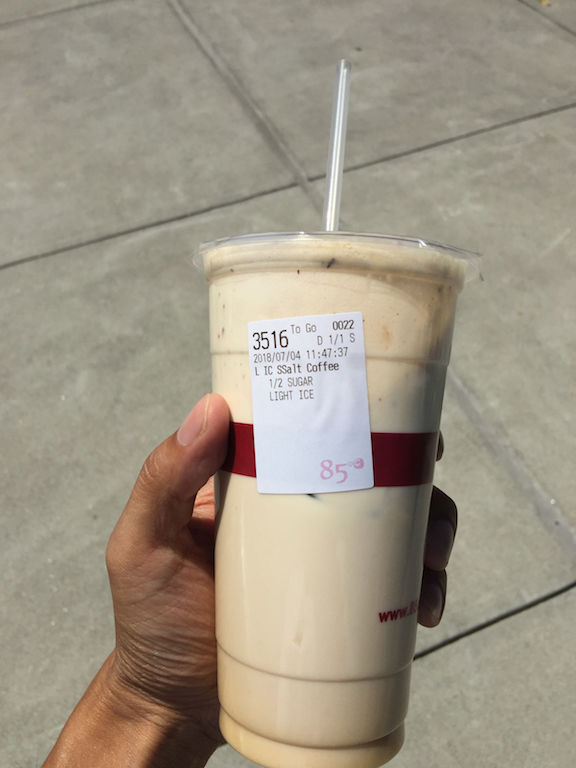 To Go 0022
3516 D 1/1 S
2018/07/04 11:47:37
L IC SSalt Coffee
1/2 SUGAR
LIGHT ICE
85°C
www.